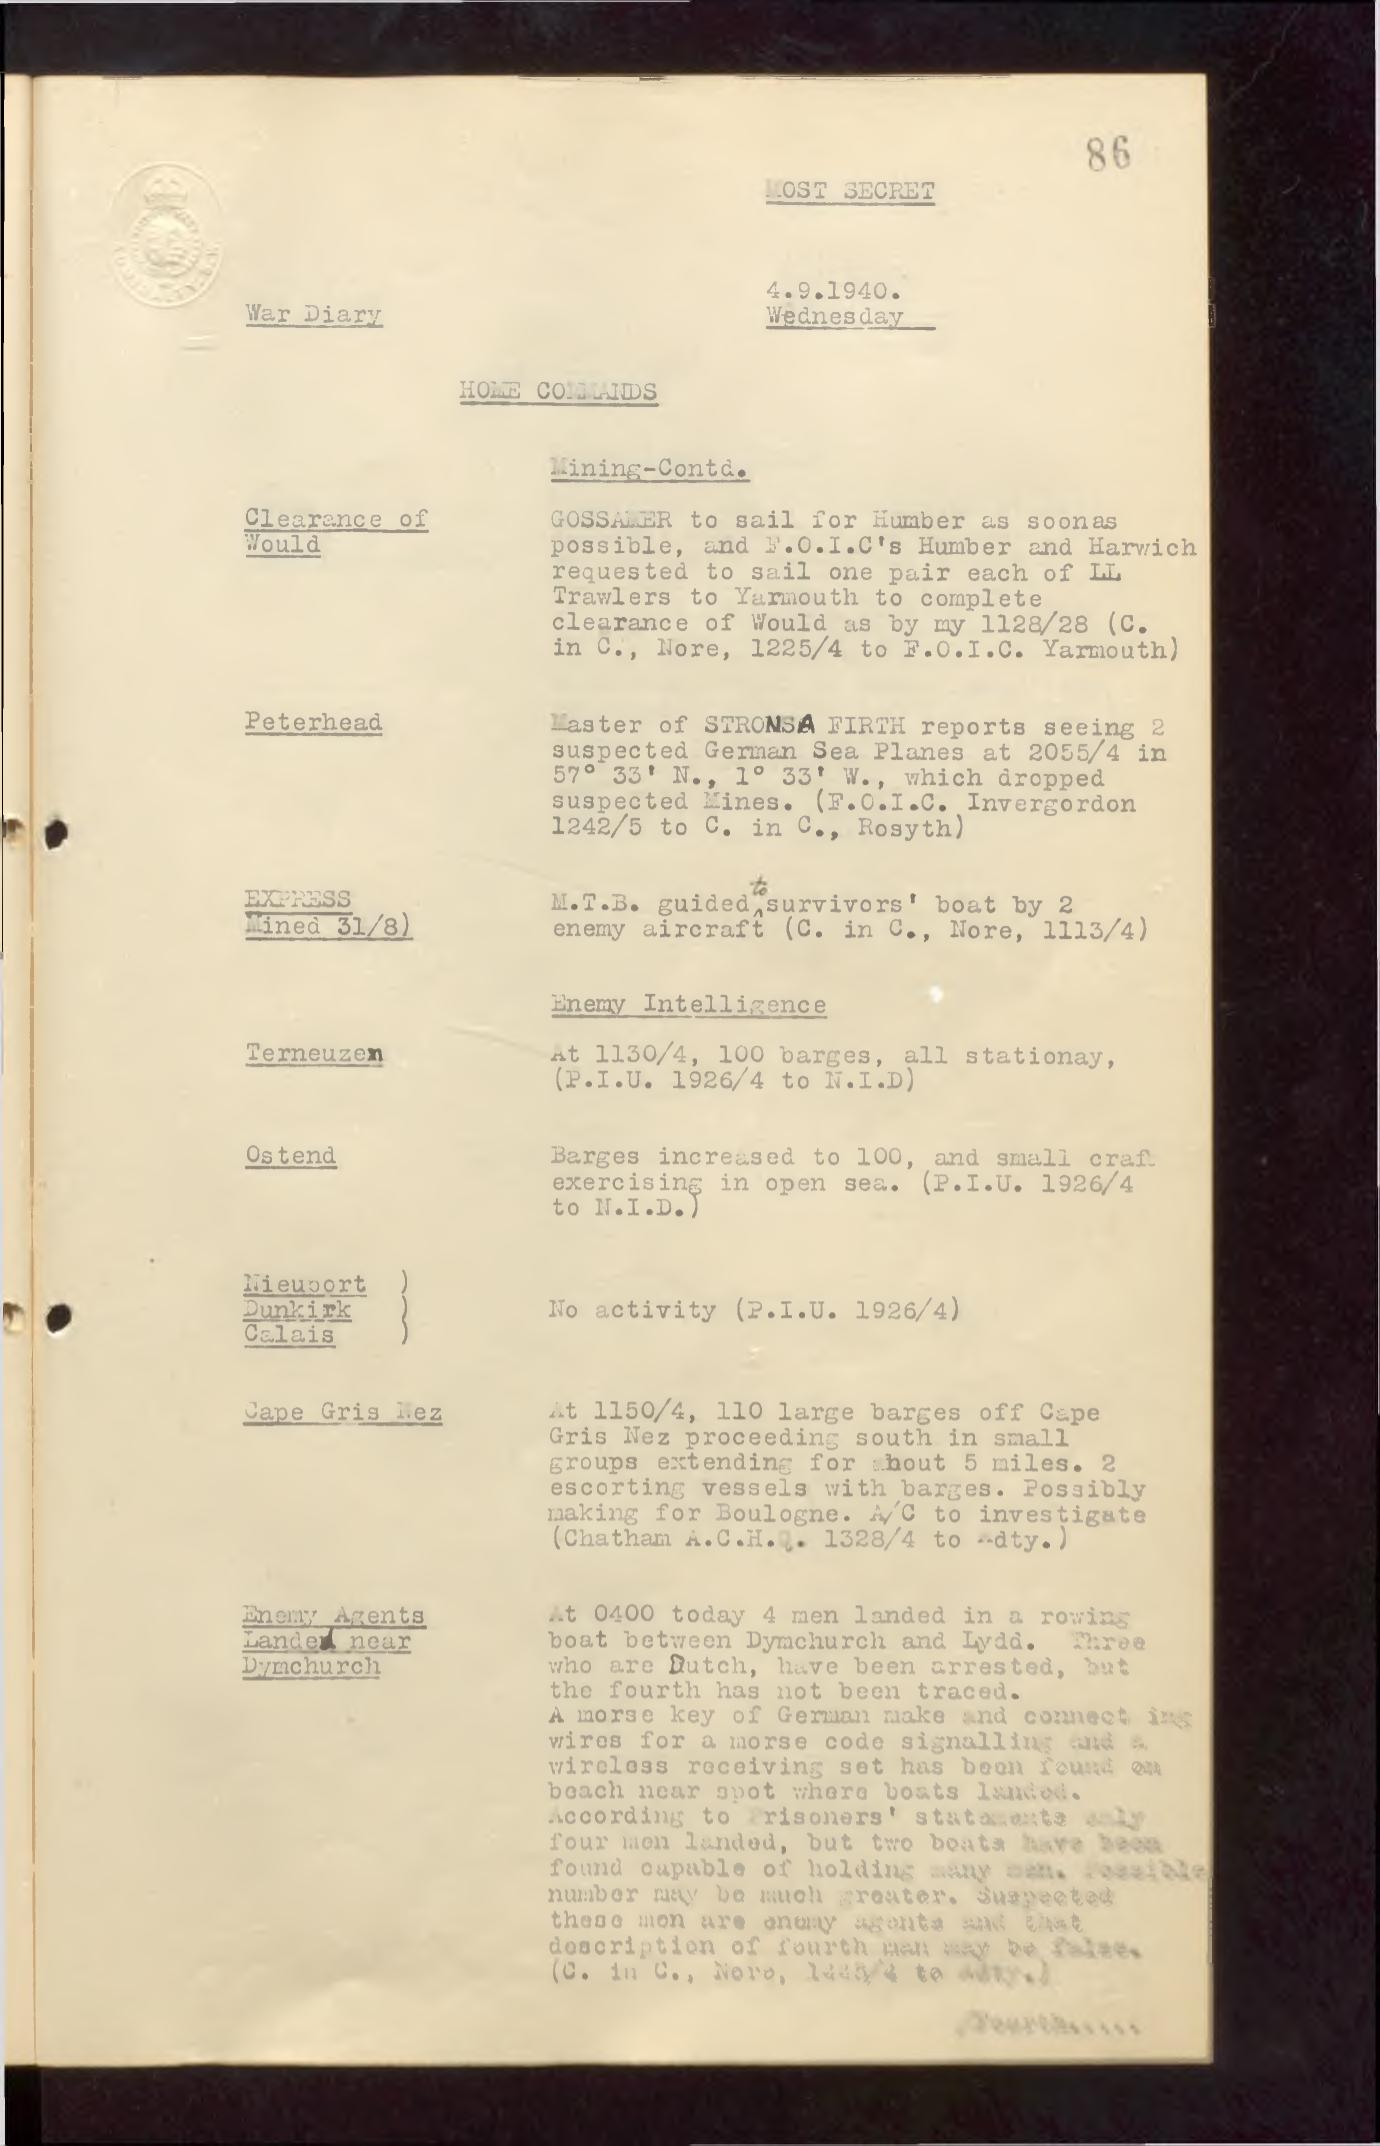 86
MOST SECRET
4.9.1940.
War Diary
Wednesday
HOME COMMANDS
Mining-Contd.
Clearance of
Would
GOSSAMER to sail for Humber as soonas
possible, and F.O.I.C's Humber and Harwich
requested to sail one pair each of LL
Trawlers to Yarmouth to complete
clearance of Would as by my 1128/28 (C.
in C., Nore, 1225/4 to F.O.I.C. Yarmouth)
Peterhead
Master of STRONSA FIRTH reports seeing 2
suspected German Sea Planes at 2055/4 in
57° 33' N., 1° 33' W., which dropped
suspected Mines. (F.O.I.C. Invergordon
1242/5 to C. in C., Rosyth)
EXPRESS
Mined 31/8)
M.T.B. guided to survivors' boat by 2
enemy aircraft (C. in C., Nore, 1113/4)
Enemy Intelligence
Terneuzen
At 1130/4, 100 barges, all stationay,
(P.I.U. 1926/4 to N.I.D)
Ostend
Barges increased to 100, and small craft
exercising in open sea. (P.I.U. 1926/4
to N.I.D.)
Nieuport )
Dunkirk )
Calais )
No activity (P.I.U. 1926/4)
Cape Gris Nez
At 1150/4, 110 large barges off Cape
Gris Nez proceeding south in small
groups extending for about 5 miles. 2
escorting vessels with barges. Possibly
making for Boulogne. A/C to investigate
(Chatham A.C.H.Q. 1328/4 to Adty.)
Enemy Agents
Landed near
Dymchurch
At 0400 today 4 men landed in a rowing
boat between Dymchurch and Lydd. Three
who are Dutch, have been arrested, but
the fourth has not been traced.
A morse key of German make and connect ing
wires for a morse code signalling and a
wireless receiving set has been found on
beach near spot where boats landed.
According to Prisoners' statements only
four men landed, but two boats have been
found capable of holding many men. Possible
number may be much greater. Suspected
these men are enemy agents and that
description of fourth man may be false.
(C. in C., Nore, to Adty.)
Fourth.....